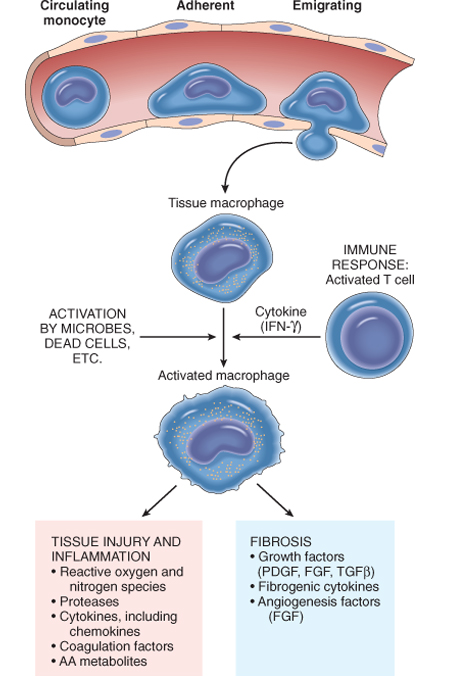 Circulating
monocyte
Adherent
Emigrating
Tissue macrophage
IMMUNE
RESPONSE:
Activated T cell
ACTIVATION
BY MICROBES,
DEAD CELLS,
ETC.
Cytokine
(IFN-γ)
Activated macrophage
TISSUE INJURY AND
INFLAMMATION
• Reactive oxygen and
nitrogen species
• Proteases
• Cytokines, including
chemokines
• Coagulation factors
• AA metabolites
FIBROSIS
• Growth factors
(PDGF, FGF, TGFβ)
• Fibrogenic cytokines
• Angiogenesis factors
(FGF)